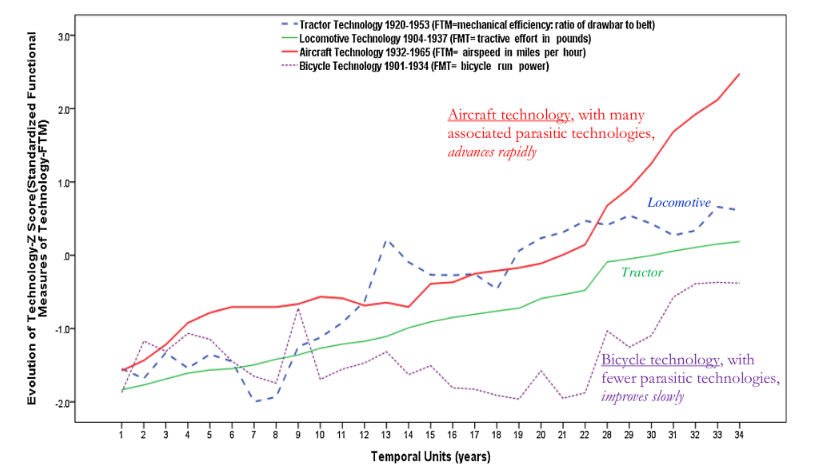 Tractor Technology 1920-1953 (FTM=mechanical efficiency: ratio of drawbar to belt)
Locomotive Technology 1904-1937 (FMT= tractive effort in pounds)
Aircraft Technology 1932-1965 (FTM= airspeed in miles per hour)
Bicycle Technology 1901-1934 (FMT= bicycle run power)
Evolution of Technology-Z Score(Standardized Functional
Measures of Technology-FTM)
3.0
2.0
1.0
.0
-1.0
-2.0
Aircraft technology, with many
associated parasitic technologies,
advances rapidly
Locomotive
Tractor
Bicycle technology, with
fewer parasitic technologies,
improves slowly
1 2 3 4 5 6 7 8 9 10 11 12 13 14 15 16 17 18 19 20 21 22 28 29 30 31 32 33 34
Temporal Units (years)